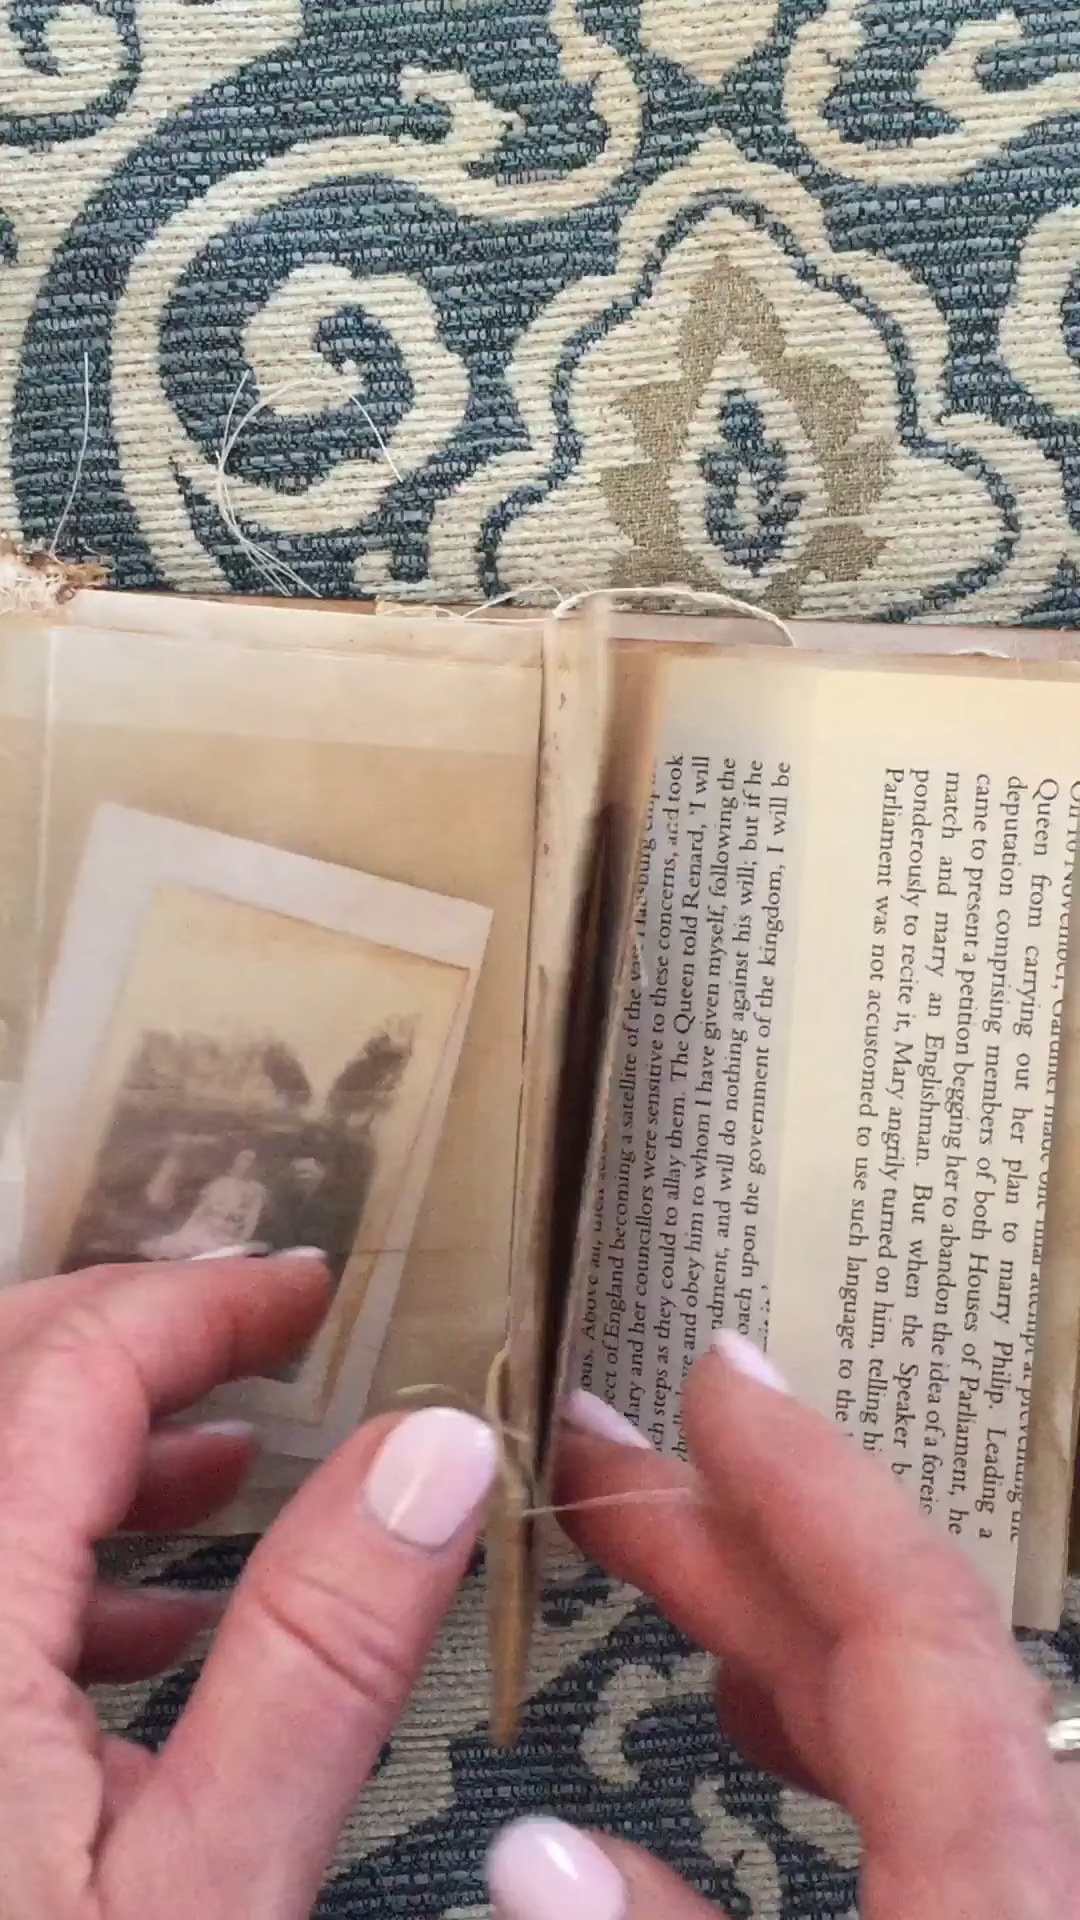 Queen from carrying out her plan to marry Philip. Leading a
deputation comprising members of both Houses of Parliament, he
came to present a petition begging her to abandon the idea of a foreig
match and marry an Englishman. But when the Speaker b
ponderously to recite it, Mary angrily turned on him, telling hi
Parliament was not accustomed to use such language to the
ous. Above
ect of England becoming a satellite of the
Mary and her councillors were sensitive to these concerns, and took
ch steps as they could to allay them. The Queen told Renard, 'I will
and obey him to whom I have given myself, following the
ndment, and will do nothing against his will; but if he
oach upon the government of the kingdom, I will be